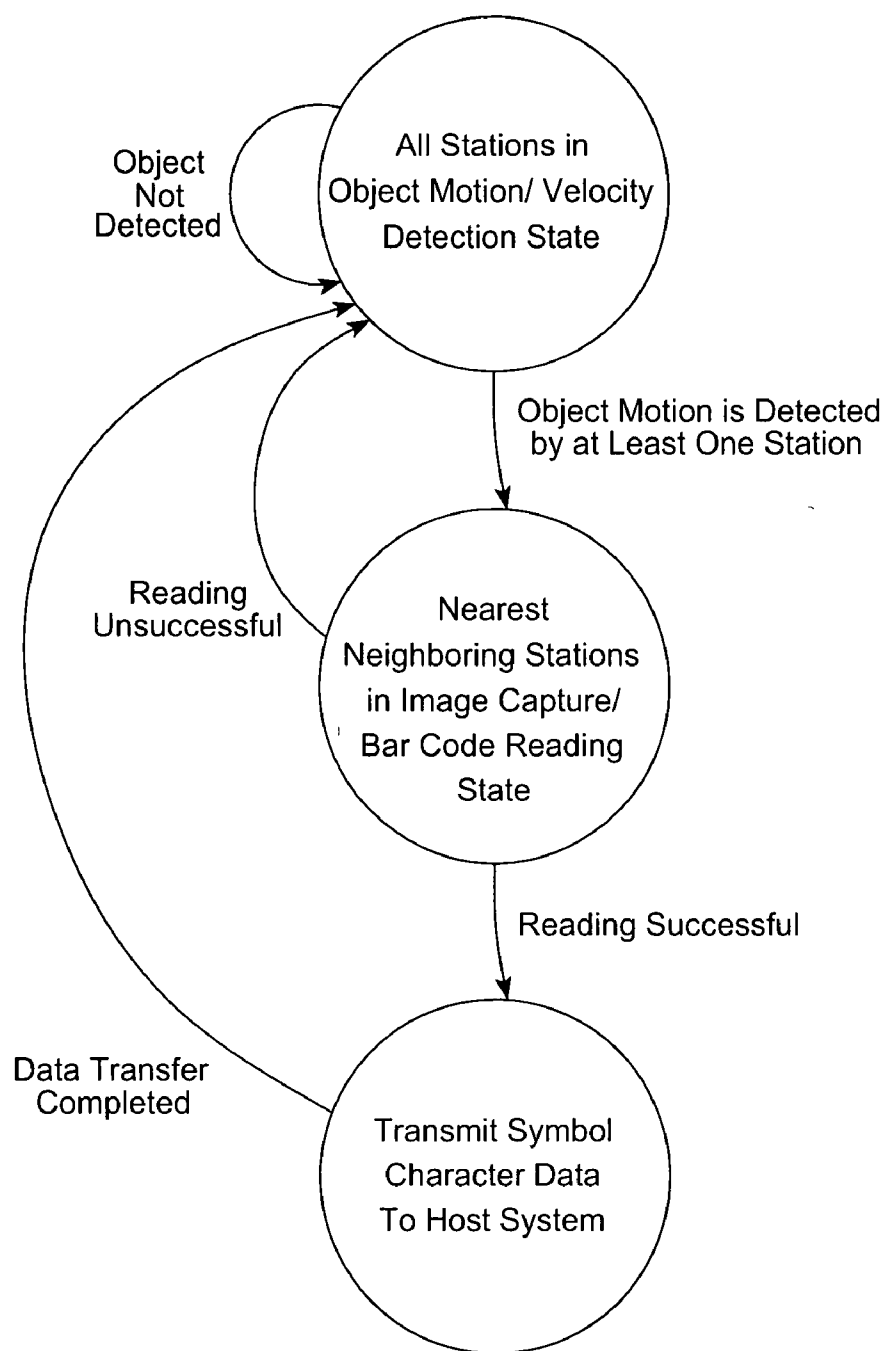 All Stations in
Object Motion/ Velocity
Detection State
Object
Not
Detected
Object Motion is Detected
by at Least One Station
Reading
Unsuccessful
Nearest
Neighboring Stations
in Image Capture/
Bar Code Reading
State
Reading Successful
Data Transfer
Completed
Transmit Symbol
Character Data
To Host System